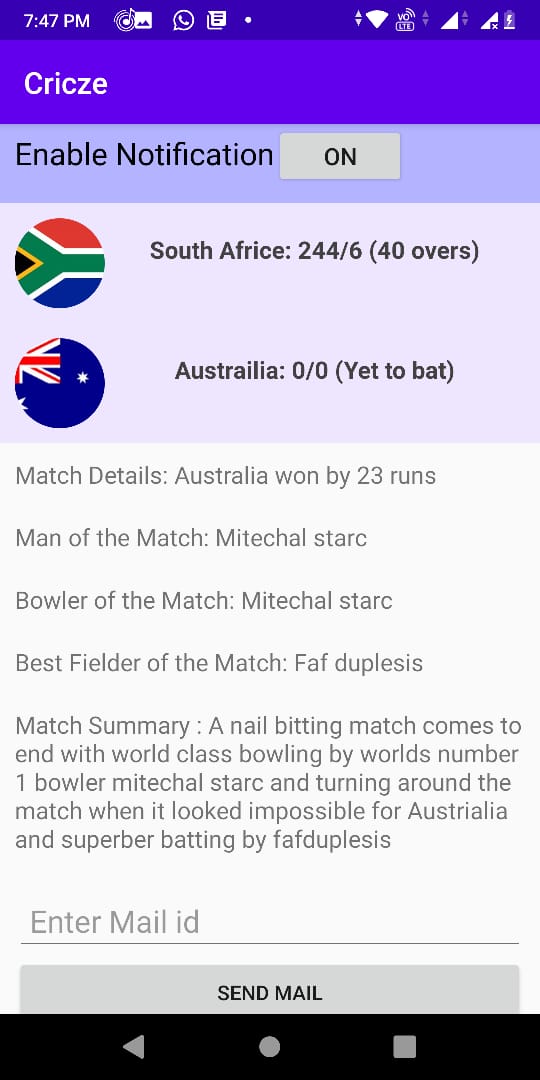 7:47 PM
VO LTE
Cricze
Enable Notification ON
South Africe: 244/6 (40 overs)
Austrailia: 0/0 (Yet to bat)
Match Details: Australia won by 23 runs
Man of the Match: Mitechal starc
Bowler of the Match: Mitechal starc
Best Fielder of the Match: Faf duplesis
Match Summary : A nail bitting match comes to
end with world class bowling by worlds number
1 bowler mitechal starc and turning around the
match when it looked impossible for Austrialia
and superber batting by fafduplesis
Enter Mail id
SEND MAIL